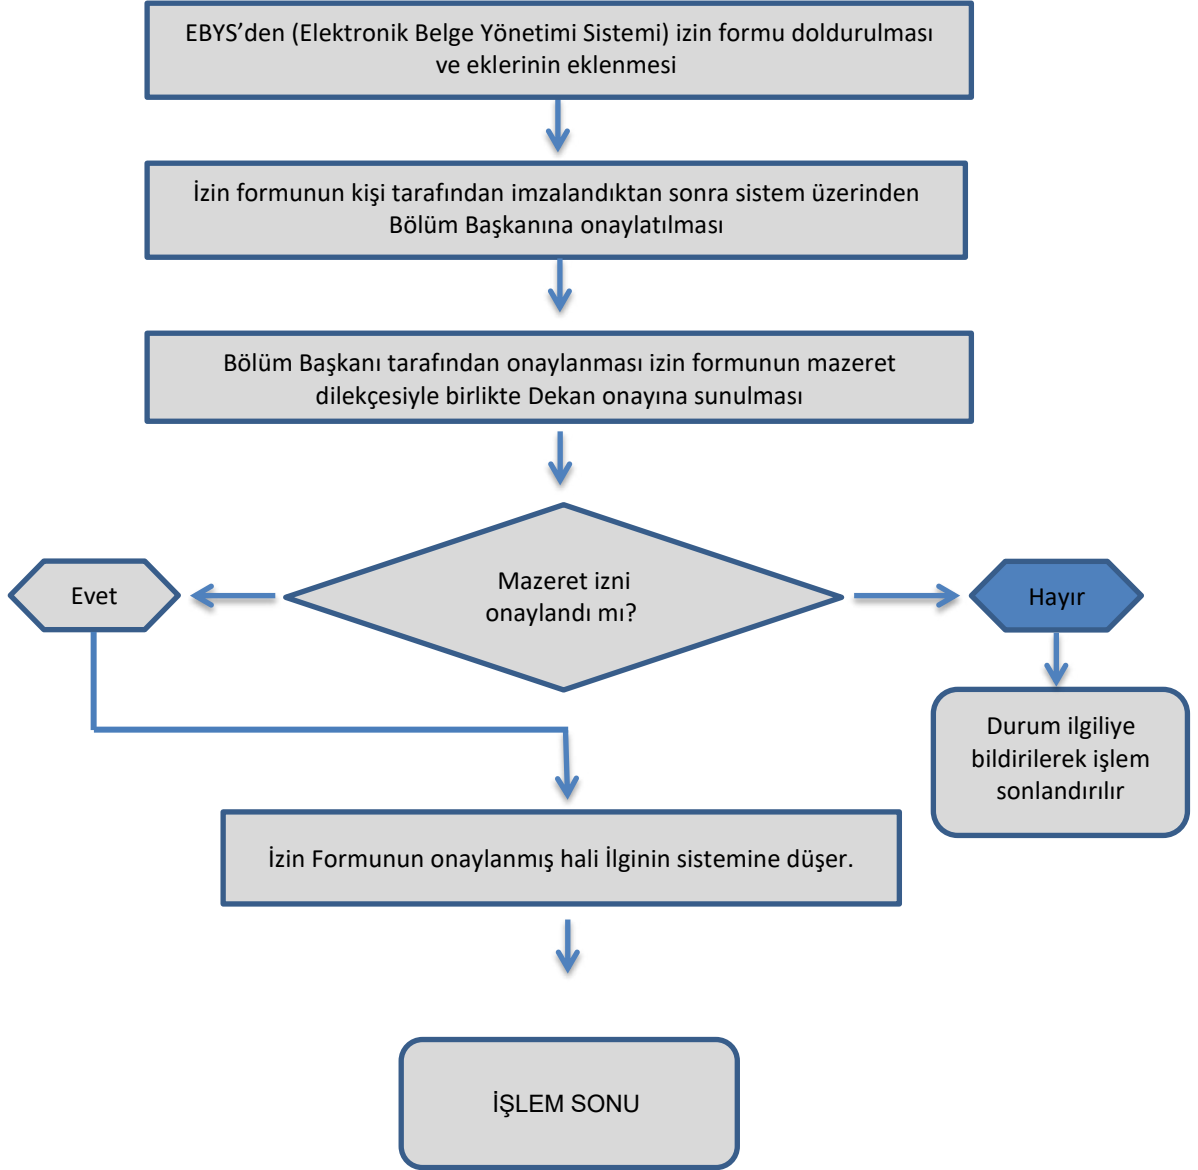 EBYS’den (Elektronik Belge Yönetimi Sistemi) izin formu doldurulması
ve eklerinin eklenmesi
İzin formunun kişi tarafından imzalandıktan sonra sistem üzerinden
Bölüm Başkanına onaylatılması
Bölüm Başkanı tarafından onaylanması izin formunun mazeret
dilekçesiyle birlikte Dekan onayına sunulması
Mazeret izni
onaylandı mı?
Evet
Hayır
Durum ilgiliye
bildirilerek işlem
sonlandırılır
İzin Formunun onaylanmış hali İlginin sistemine düşer.
İŞLEM SONU